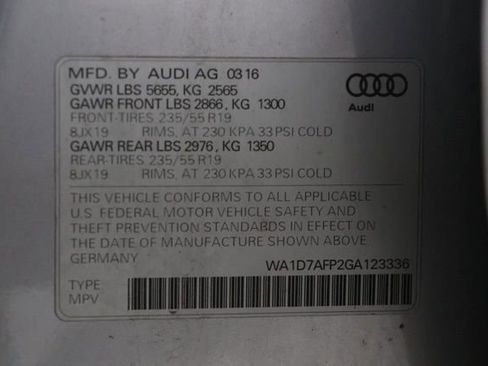 MFD. BY AUDI AG 03 16
GVWR LBS 5655, KG 2565
GAWR FRONT LBS 2866, KG 1300
FRONT-TIRES 235/55 R19
8JX19 RIMS, AT 230 KPA 33 PSI COLD
GAWR REAR LBS 2976, KG 1350
REAR-TIRES 235/55 R19
8JX19 RIMS, AT 230 KPA 33 PSI COLD
Audi
THIS VEHICLE CONFORMS TO ALL APPLICABLE
U.S. FEDERAL MOTOR VEHICLE SAFETY AND
THEFT PREVENTION STANDARDS IN EFFECT ON
THE DATE OF MANUFACTURE SHOWN ABOVE.
GERMANY WA1D7AFP2GA123336
TYPE
MPV